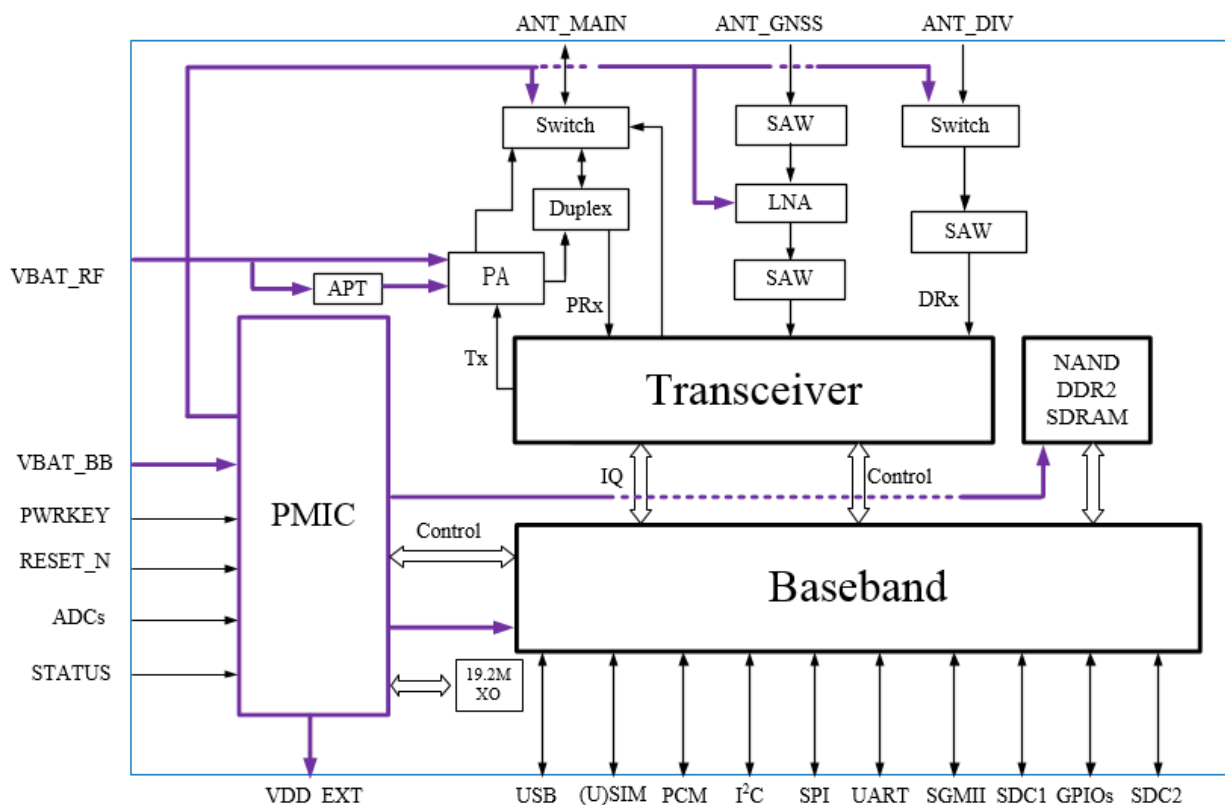 ANT_MAIN
ANT_GNSS
ANT_DIV
Switch
SAW
Switch
LNA
Duplex
SAW
VBAT_RF
PA
APT
SAW
PRx
DRx
Tx
Transceiver
NAND
DDR2
SDRAM
VBAT_BB
IQ
Control
PWRKEY
PMIC
Control
RESET_N
Baseband
ADCs
STATUS
19.2M
XO
VDD_EXT
USB
(U)SIM
PCM
I²C
SPI
UART
SGMII
SDC1
GPIOs
SDC2